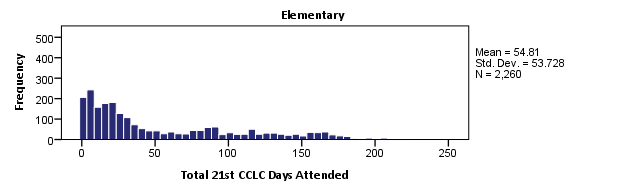 Elementary
500
400
300
200
100
0
Frequency
0 50 100 150 200 250
Total 21st CCLC Days Attended
Mean = 54.81
Std. Dev. = 53.728
N = 2,260